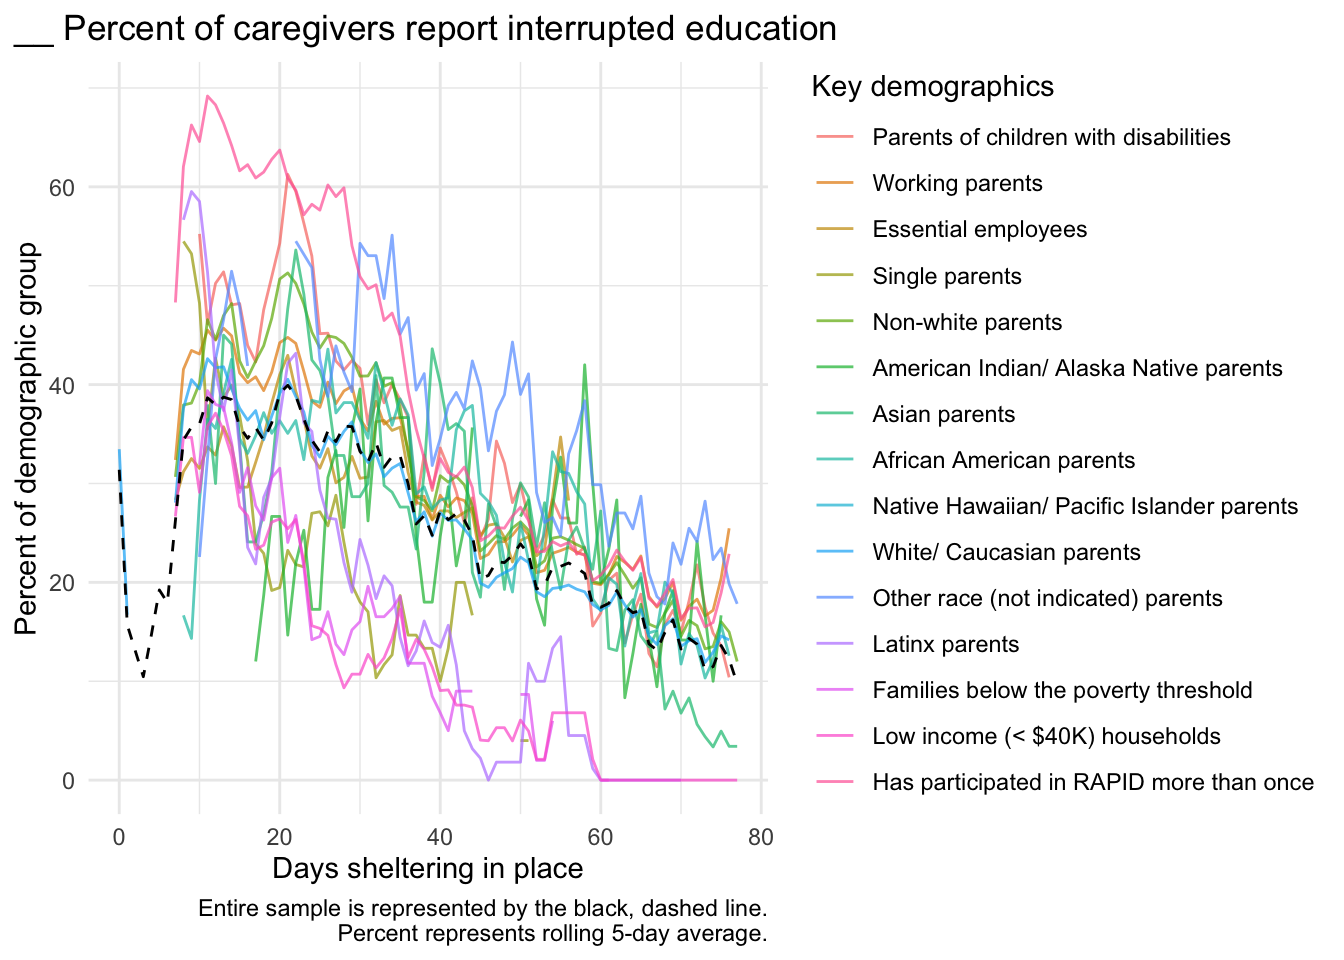 __ Percent of caregivers report interrupted education
Percent of demographic group
60
40
20
0
0 20 40 60 80
Days sheltering in place
Entire sample is represented by the black, dashed line.
Percent represents rolling 5-day average.
Key demographics
Parents of children with disabilities
Working parents
Essential employees
Single parents
Non-white parents
American Indian/ Alaska Native parents
Asian parents
African American parents
Native Hawaiian/ Pacific Islander parents
White/ Caucasian parents
Other race (not indicated) parents
Latinx parents
Families below the poverty threshold
Low income (< $40K) households
Has participated in RAPID more than once